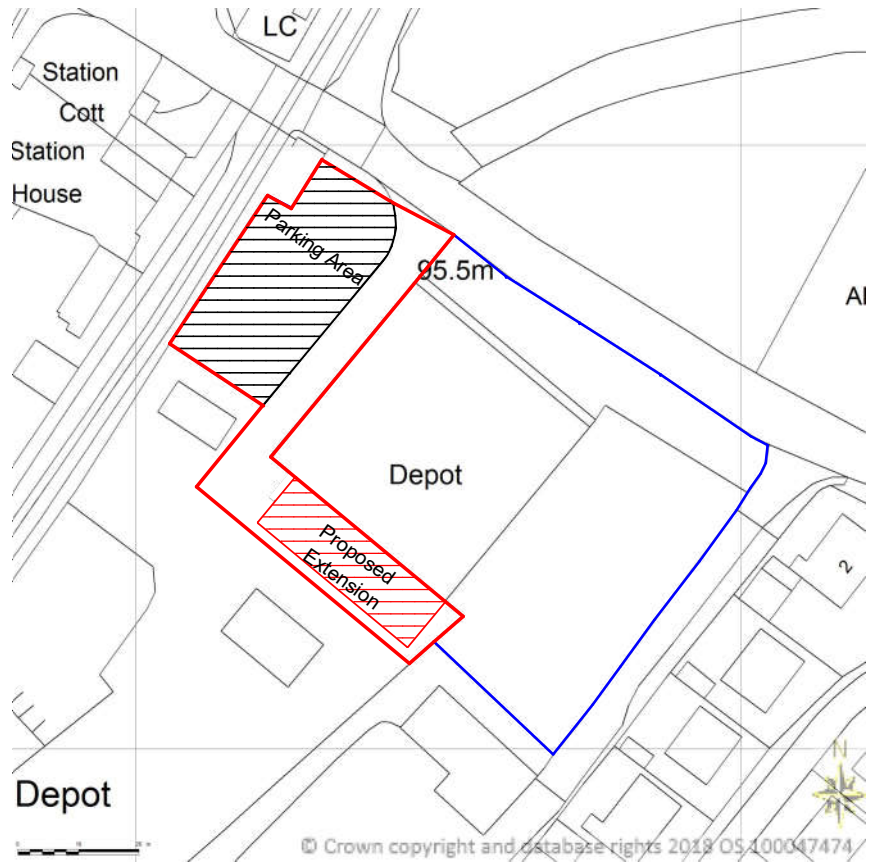 LC
Station
Cott
Station
House
Parking Area
95.5m
Al
Depot
Proposed
Extension
2
N
Depot
© Crown copyright and database rights 2018 OS 100047474